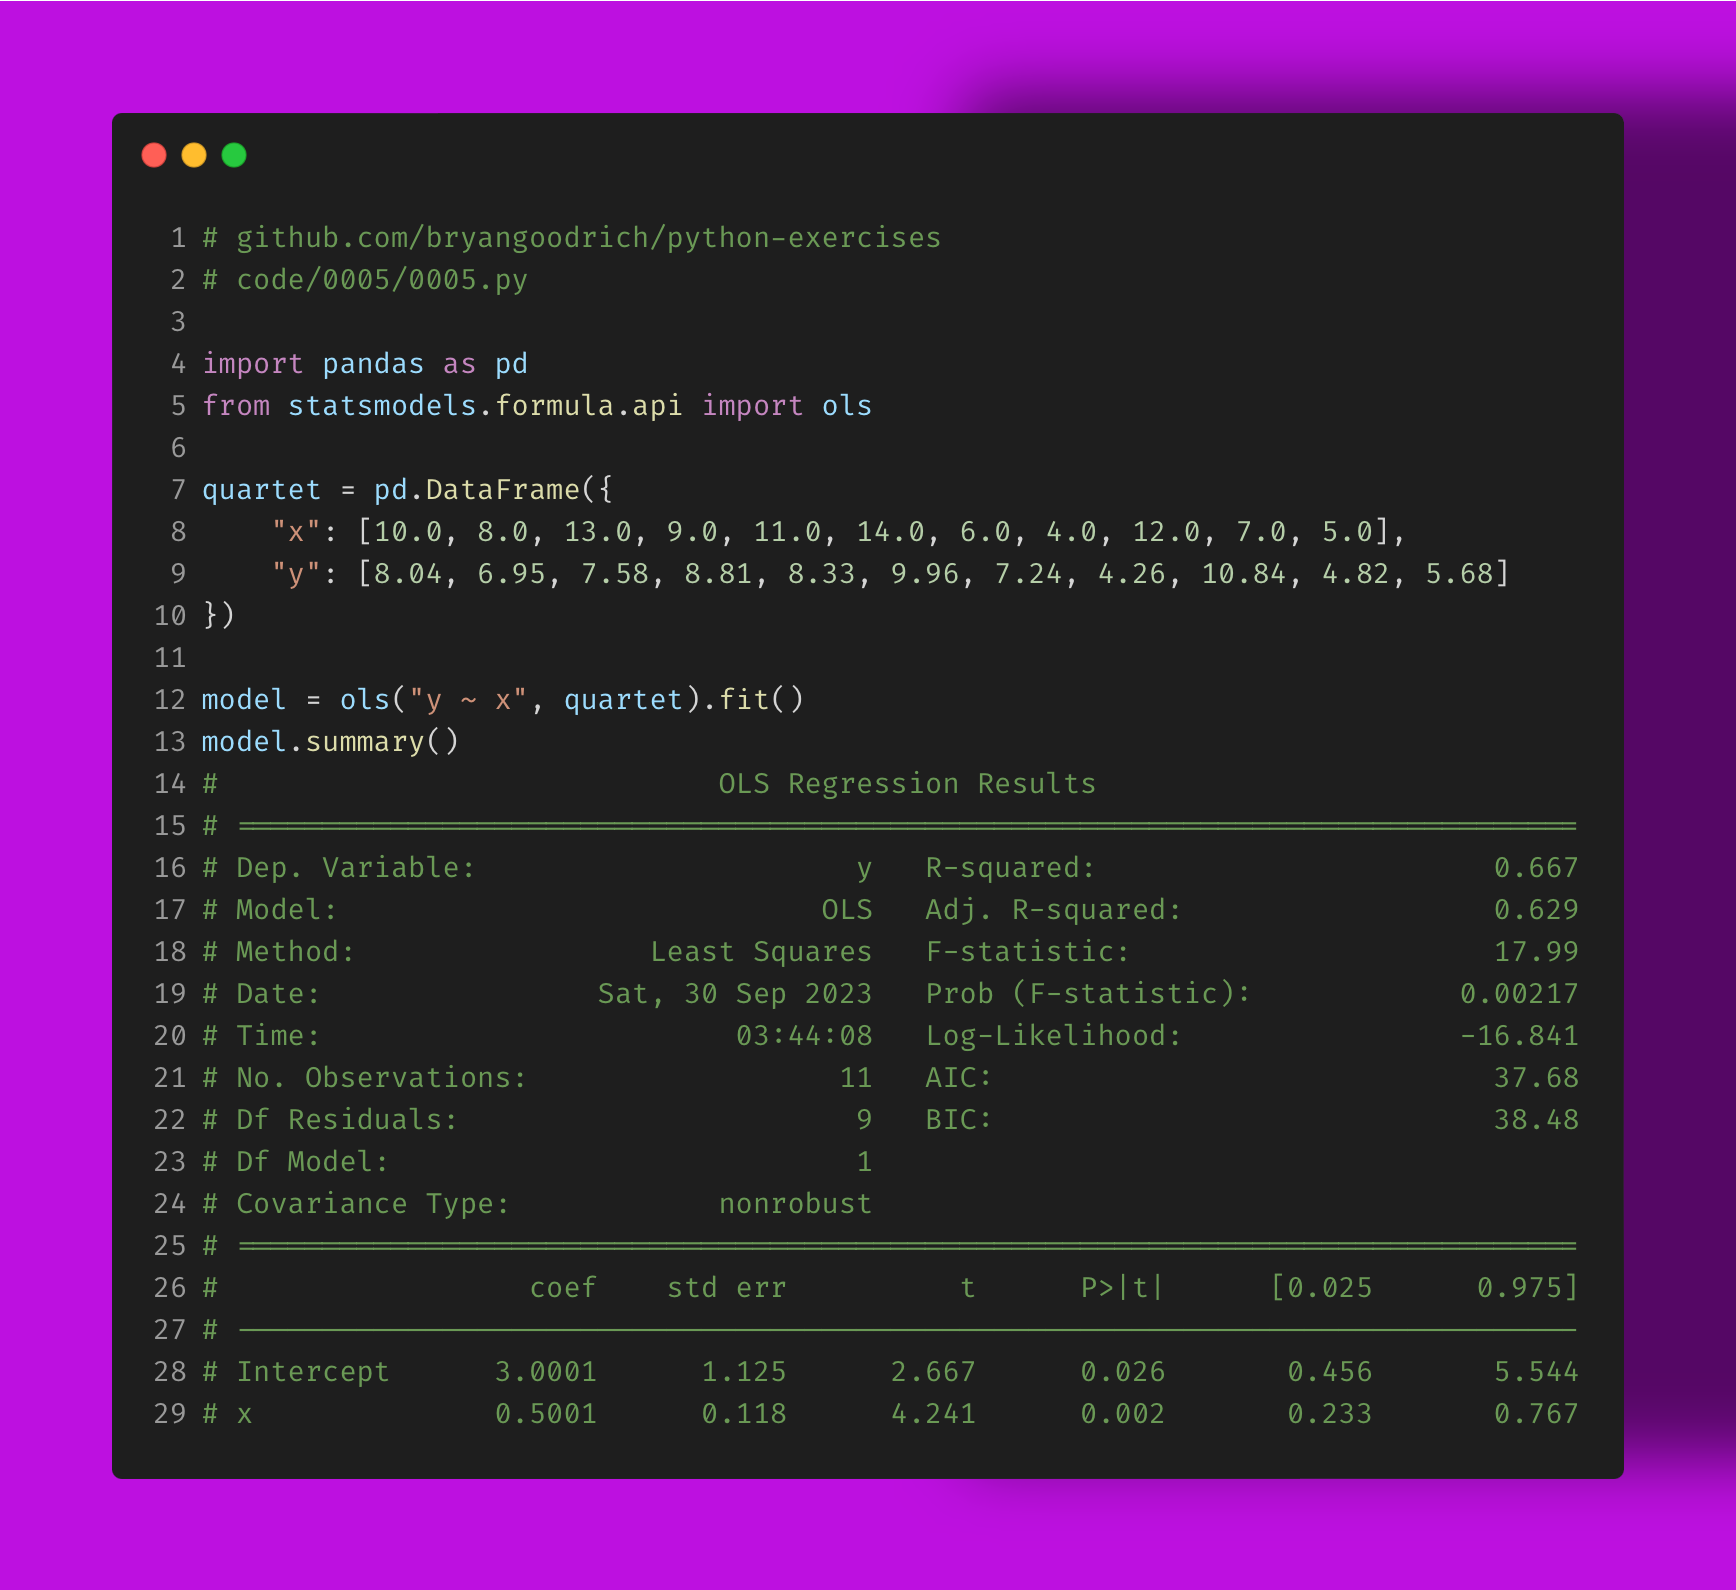 1 # github.com/bryangoodrich/python-exercises
2 # code/0005/0005.py
3
4 import pandas as pd
5 from statsmodels.formula.api import ols
6
7 quartet = pd.DataFrame({
8     "x": [10.0, 8.0, 13.0, 9.0, 11.0, 14.0, 6.0, 4.0, 12.0, 7.0, 5.0],
9     "y": [8.04, 6.95, 7.58, 8.81, 8.33, 9.96, 7.24, 4.26, 10.84, 4.82, 5.68]
10 })
11
12 model = ols("y ~ x", quartet).fit()
13 model.summary()
14 #                             OLS Regression Results
15 # ==============================================================================
16 # Dep. Variable:                      y   R-squared:                       0.667
17 # Model:                            OLS   Adj. R-squared:                  0.629
18 # Method:                 Least Squares   F-statistic:                     17.99
19 # Date:                Sat, 30 Sep 2023   Prob (F-statistic):            0.00217
20 # Time:                        03:44:08   Log-Likelihood:                -16.841
21 # No. Observations:                  11   AIC:                             37.68
22 # Df Residuals:                       9   BIC:                             38.48
23 # Df Model:                           1
24 # Covariance Type:            nonrobust
25 # ==============================================================================
26 #                  coef    std err          t      P>|t|      [0.025      0.975]
27 # ------------------------------------------------------------------------------
28 # Intercept      3.0001      1.125      2.667      0.026       0.456       5.544
29 # x              0.5001      0.118      4.241      0.002       0.233       0.767